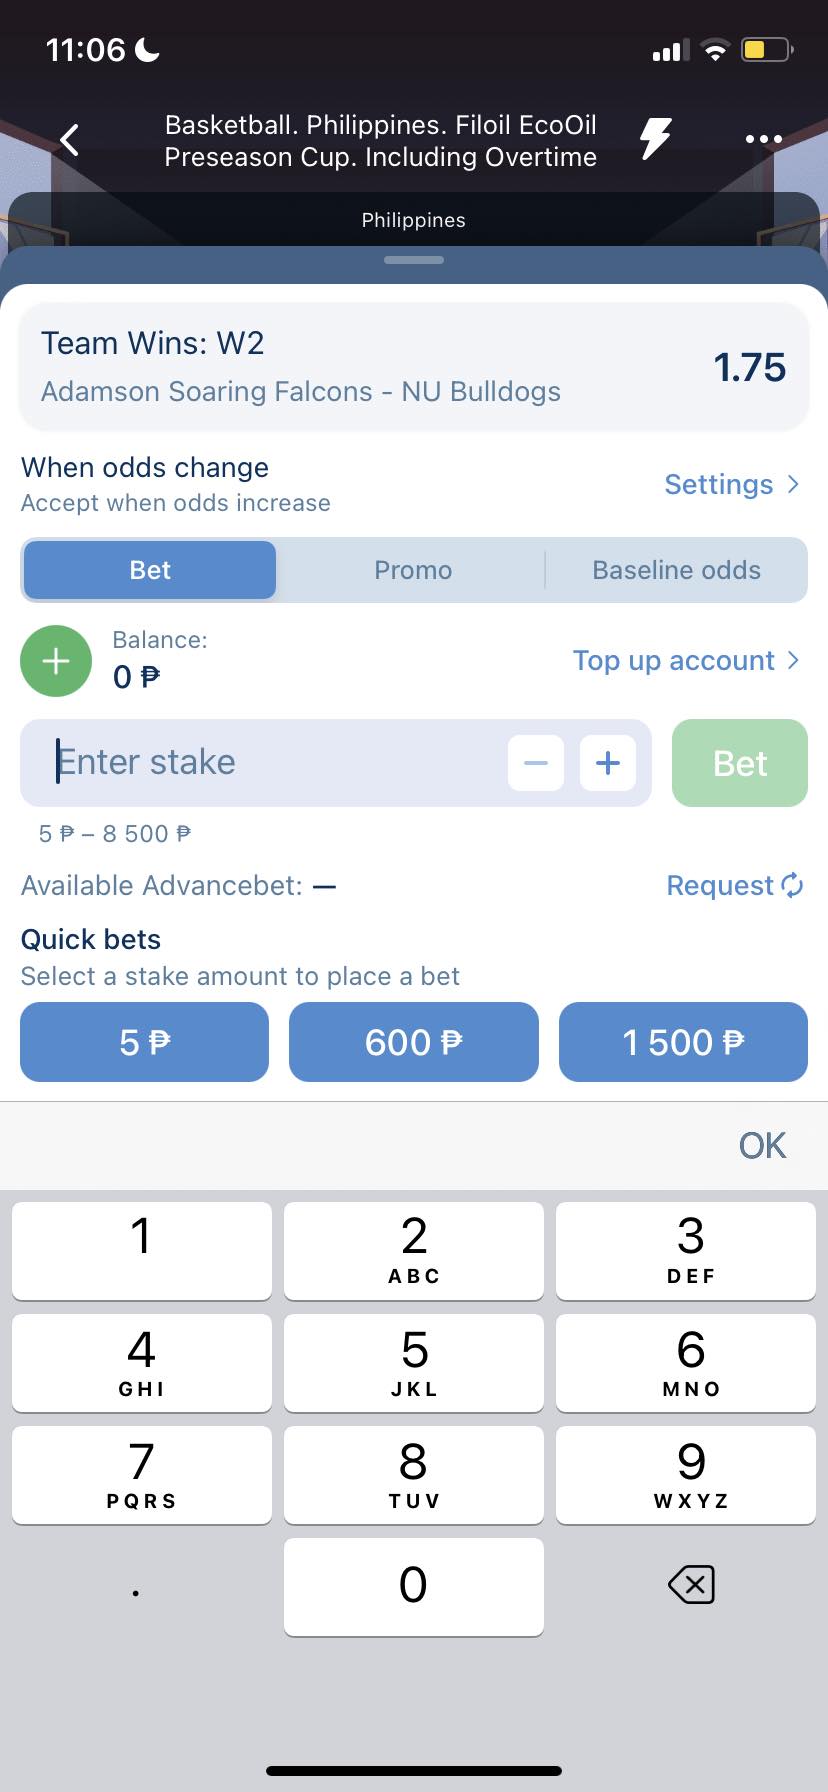 11:06
Basketball. Philippines. Filoil EcoOil
Preseason Cup. Including Overtime
Philippines
Team Wins: W2
1.75
Adamson Soaring Falcons - NU Bulldogs
When odds change
Accept when odds increase
Settings
Bet
Promo
Baseline odds
Balance:
0 ₱
Top up account
Enter stake
Bet
5 ₱ – 8 500 ₱
Available Advancebet: —
Request
Quick bets
Select a stake amount to place a bet
5 ₱
600 ₱
1 500 ₱
OK
1
2
ABC
3
DEF
4
GHI
5
JKL
6
MNO
7
PQRS
8
TUV
9
WXYZ
.
0